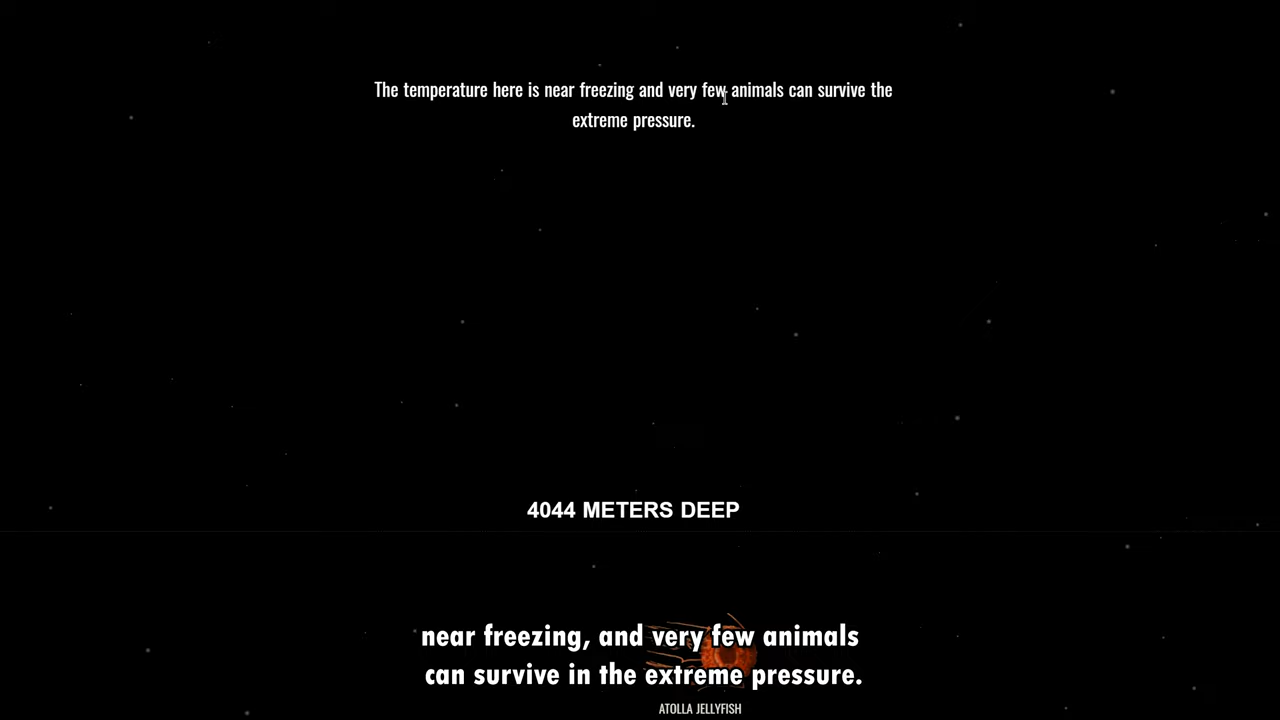 The temperature here is near freezing and very few animals can survive the
extreme pressure.
4044 METERS DEEP
near freezing, and very few animals
can survive in the extreme pressure.
ATOLLA JELLYFISH